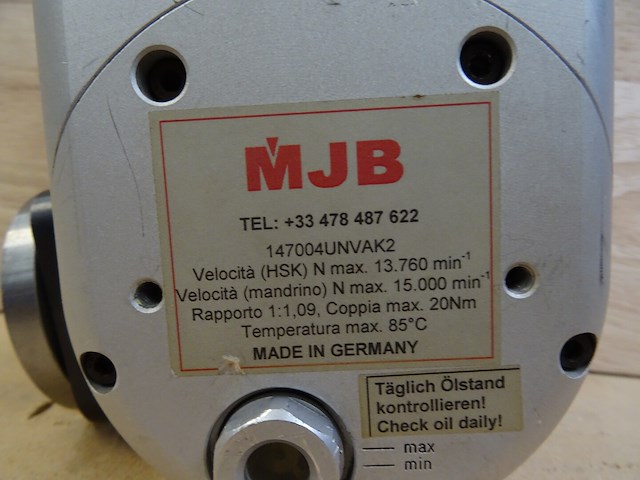 MJB
TEL: +33 478 487 622
147004UNVAK2
Velocità (HSK) N max. 13.760 min⁻¹
Velocità (mandrino) N max. 15.000 min⁻¹
Rapporto 1:1,09, Coppia max. 20Nm
Temperatura max. 85°C
MADE IN GERMANY
Täglich Ölstand
kontrollieren!
Check oil daily!
max
min